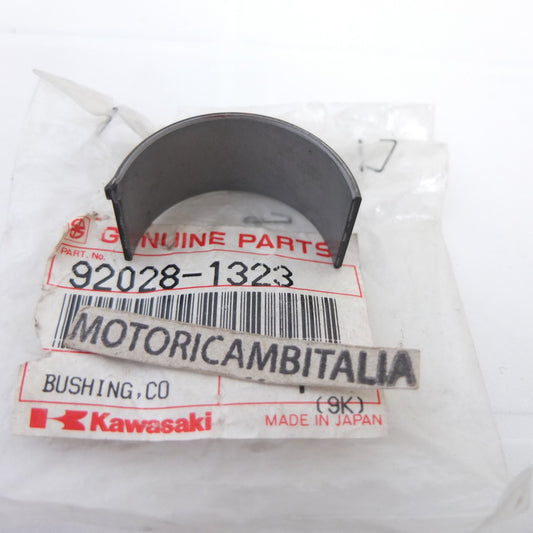 GENUINE PARTS
PART. No.
92028-1323
MOTORICAMBITALIA
BUSHING,CO
(9K)
Kawasaki
MADE IN JAPAN